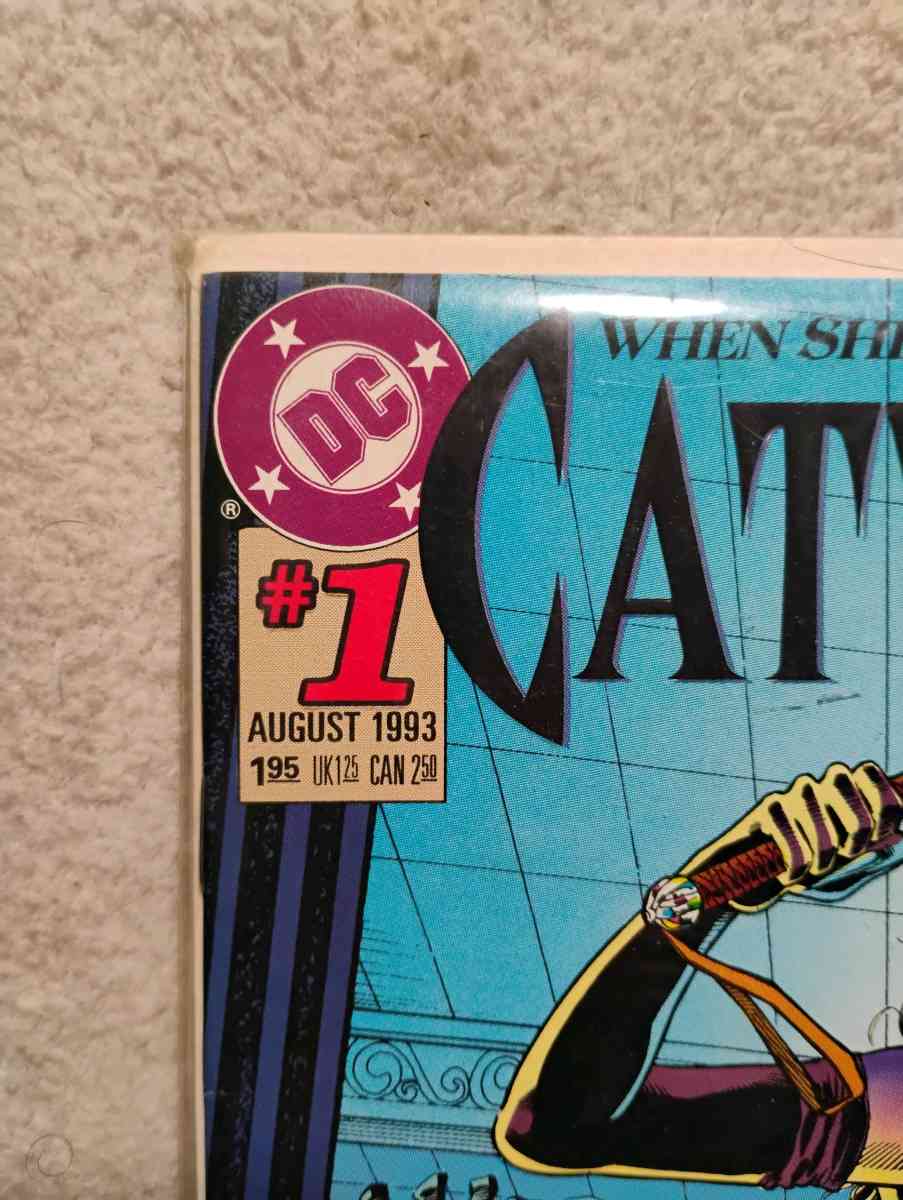 WHEN SH
CAT
DC
®
#1
AUGUST 1993
1.95 UK1.25 CAN 2.50